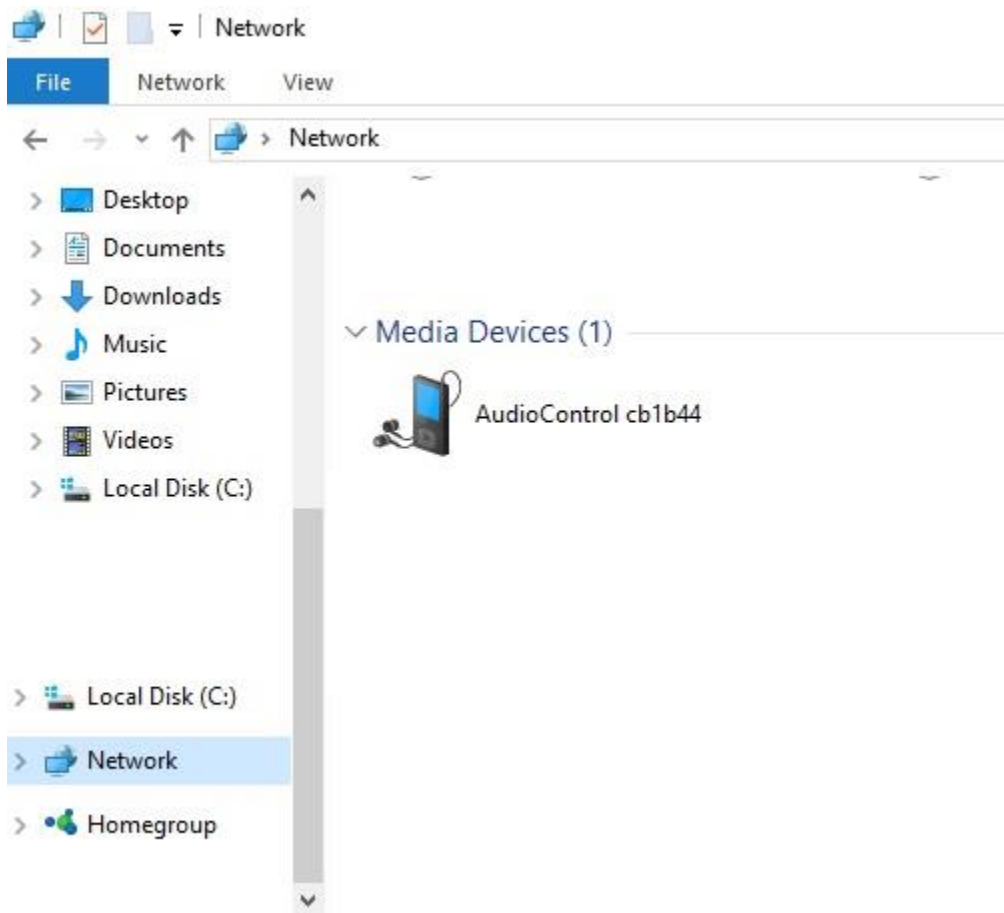 Network
File Network View
Network
Desktop
Documents
Downloads
Music
Pictures
Videos
Local Disk (C:)
Local Disk (C:)
Network
Homegroup
Media Devices (1)
AudioControl cb1b44